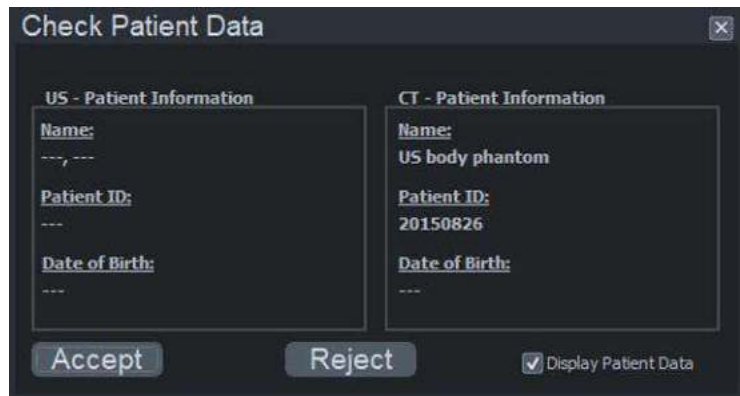 Check Patient Data
US - Patient Information
Name:
---, ---
Patient ID:
---
Date of Birth:
---
CT - Patient Information
Name:
US body phantom
Patient ID:
20150826
Date of Birth:
---
Accept
Reject
Display Patient Data